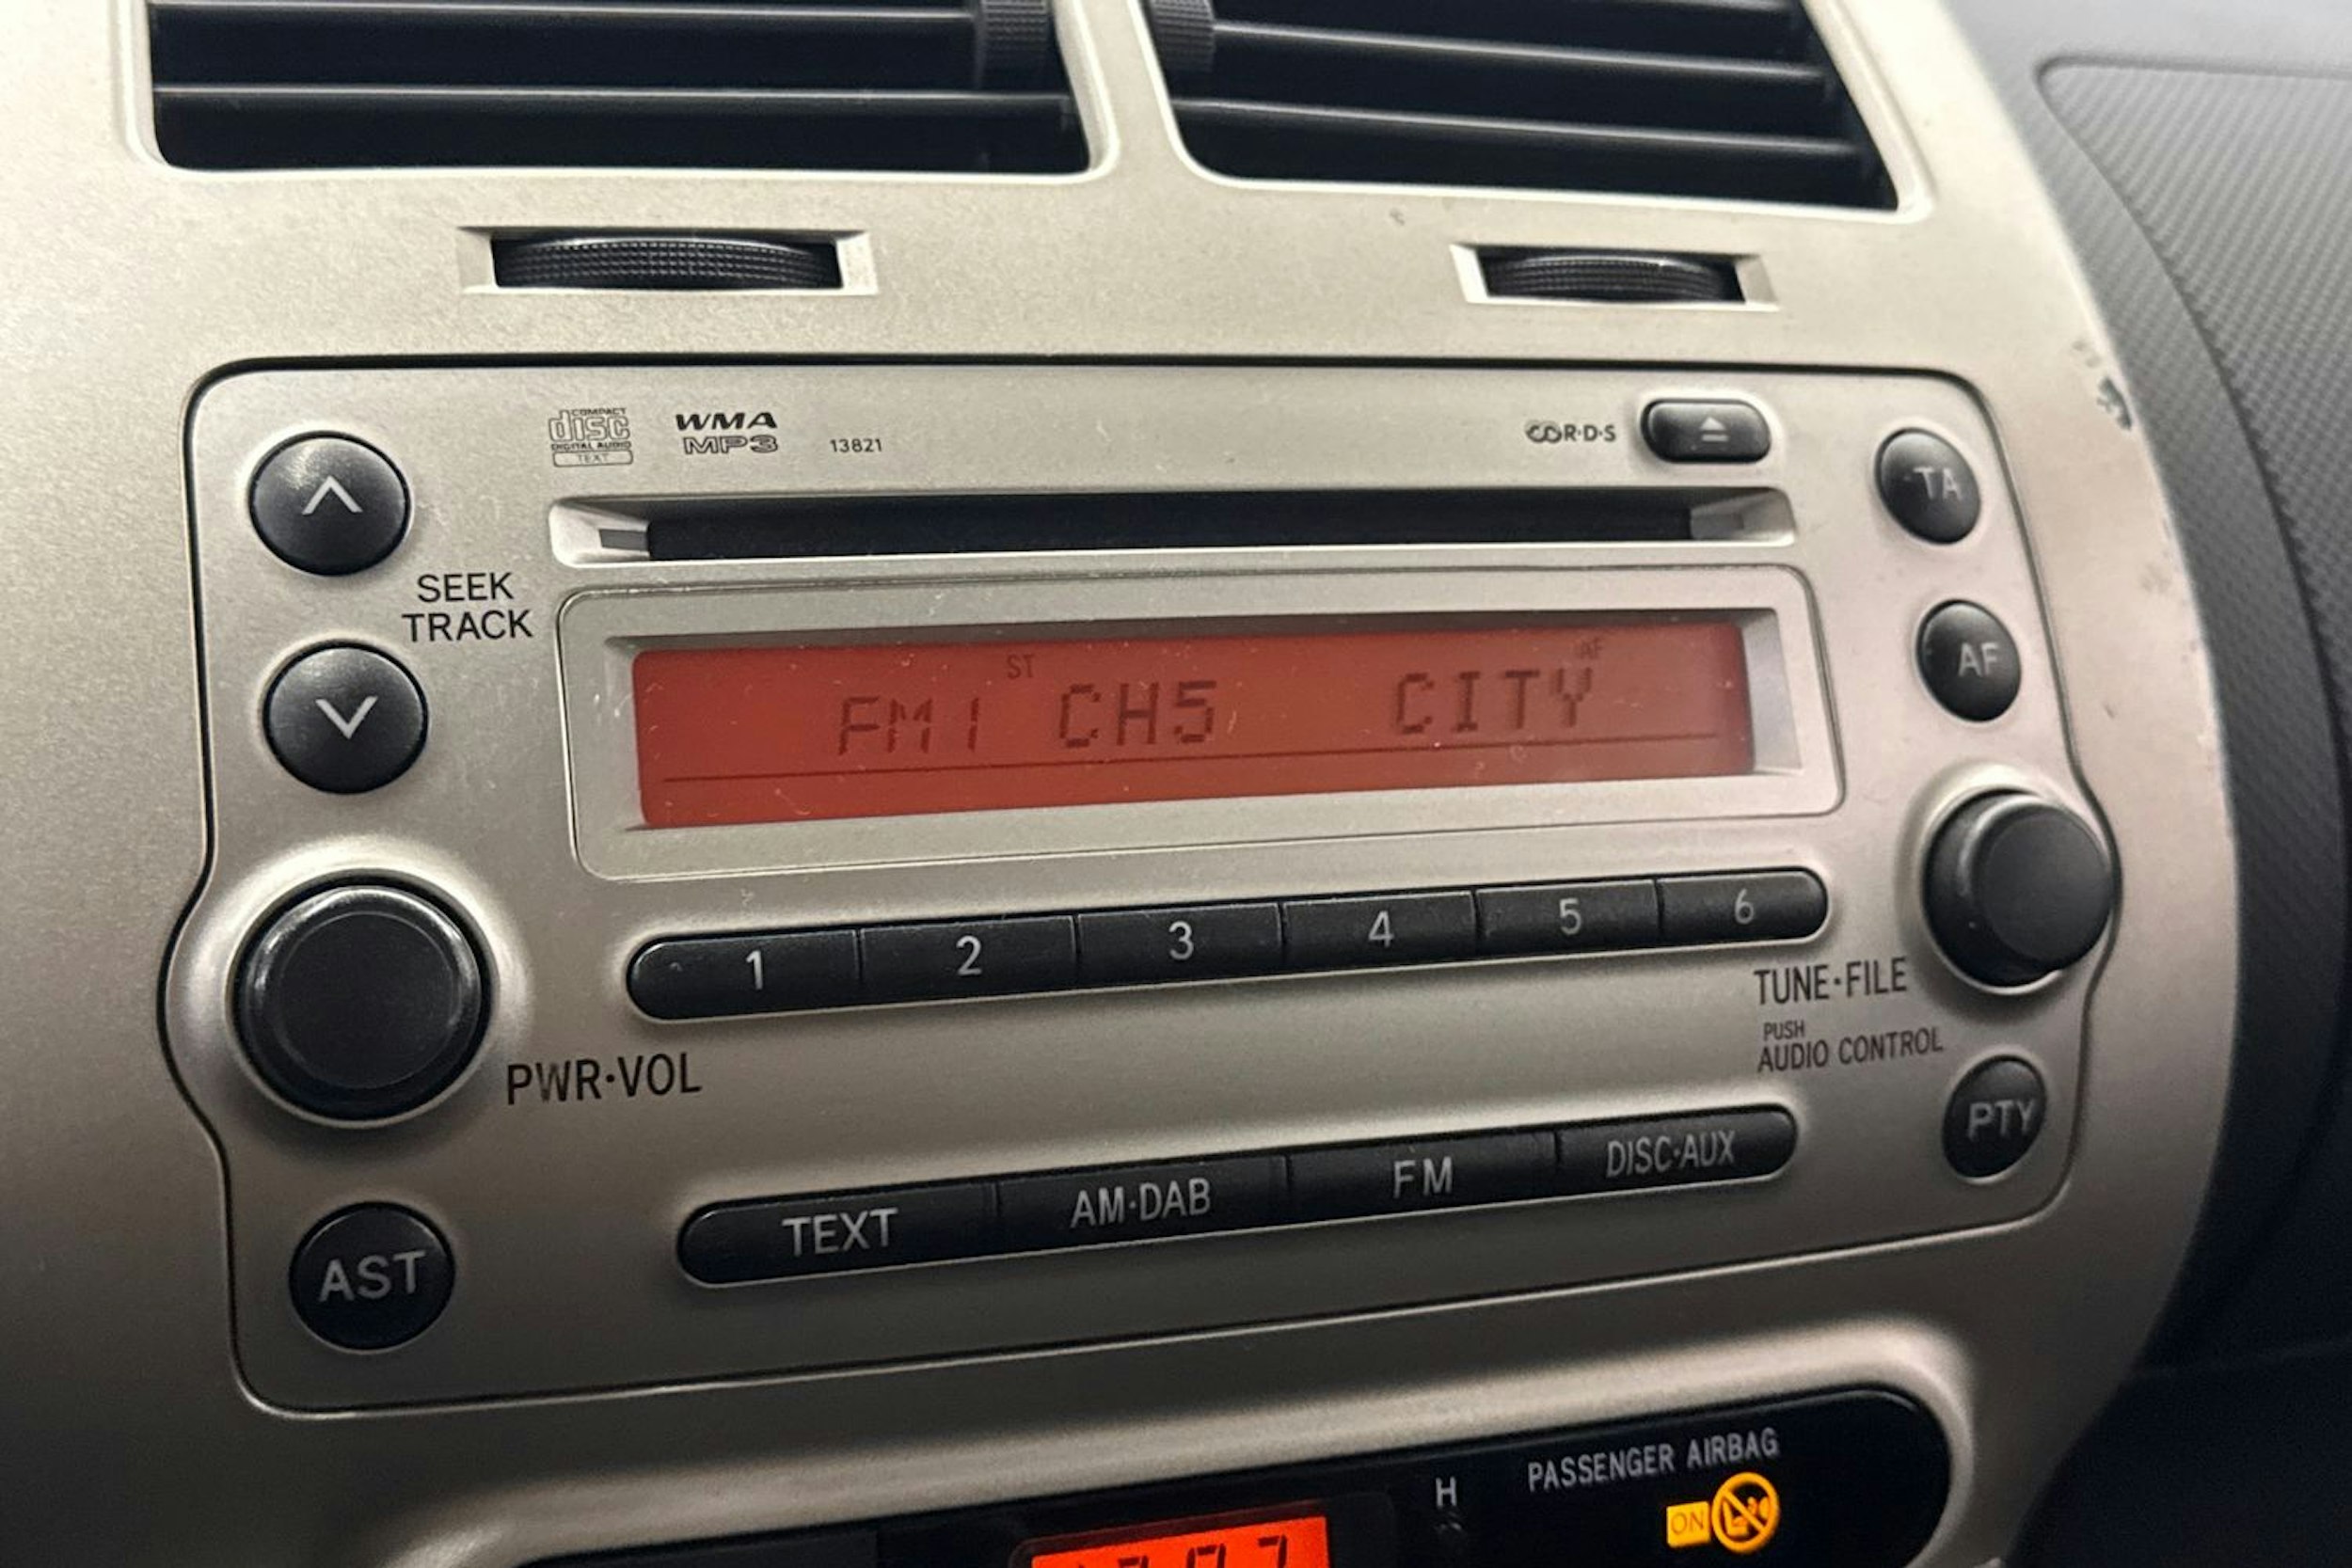 COMPACT
disc
DIGITAL AUDIO
TEXT
WMA
MP3
13821
R·D·S
TA
SEEK
TRACK
AF
ST
AF
FM1 CH5 CITY
1 2 3 4 5 6
TUNE·FILE
PUSH
AUDIO CONTROL
PWR·VOL
PTY
AST
TEXT AM·DAB FM DISC·AUX
H
PASSENGER AIRBAG
ON